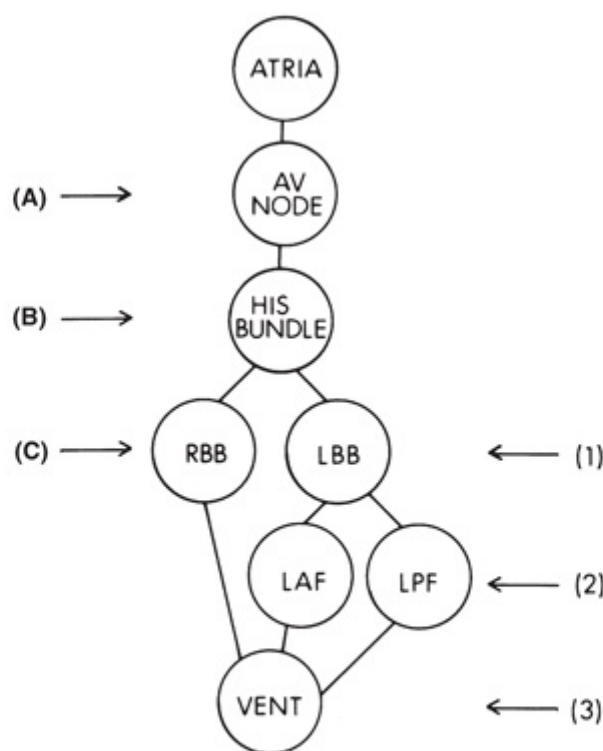 ATRIA
(A)
AV
NODE
(B)
HIS
BUNDLE
(C)
RBB
LBB
(1)
LAF
LPF
(2)
VENT
(3)